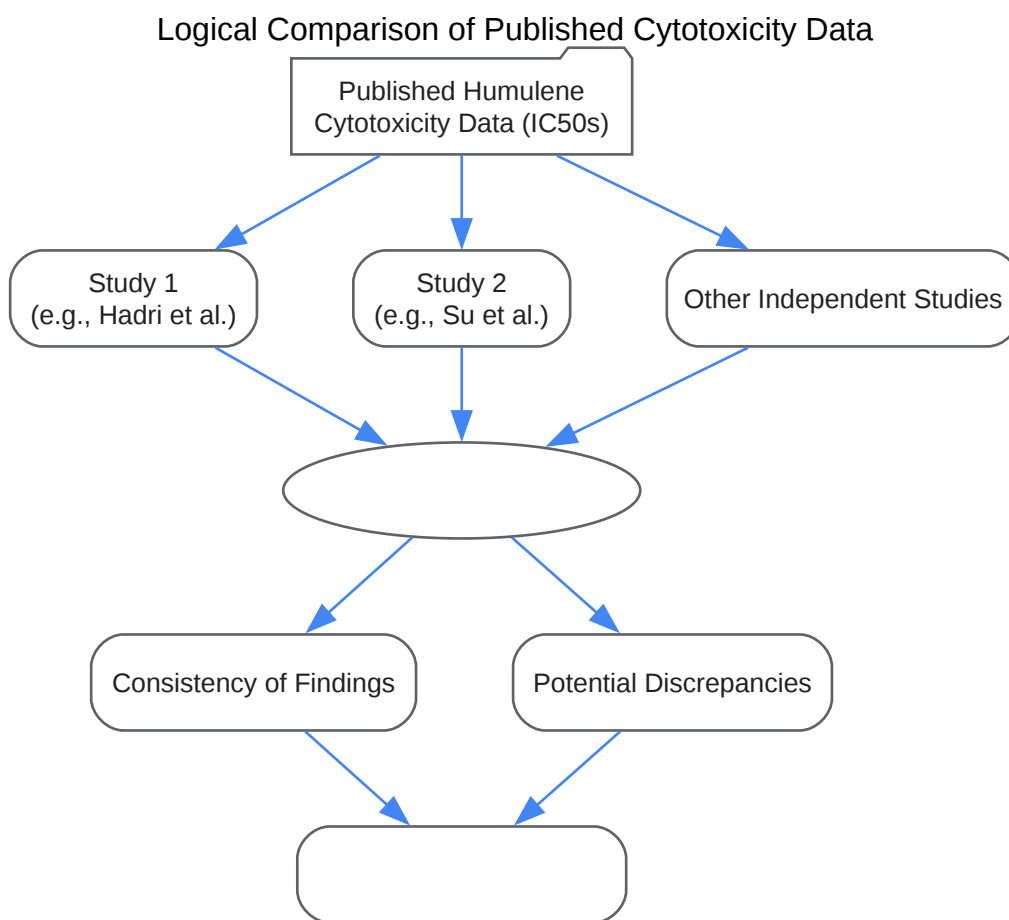 Logical Comparison of Published Cytotoxicity Data
Published Humulene
Cytotoxicity Data (IC50s)
Study 1
(e.g., Hadri et al.)
Study 2
(e.g., Su et al.)
Other Independent Studies
Consistency of Findings
Potential Discrepancies